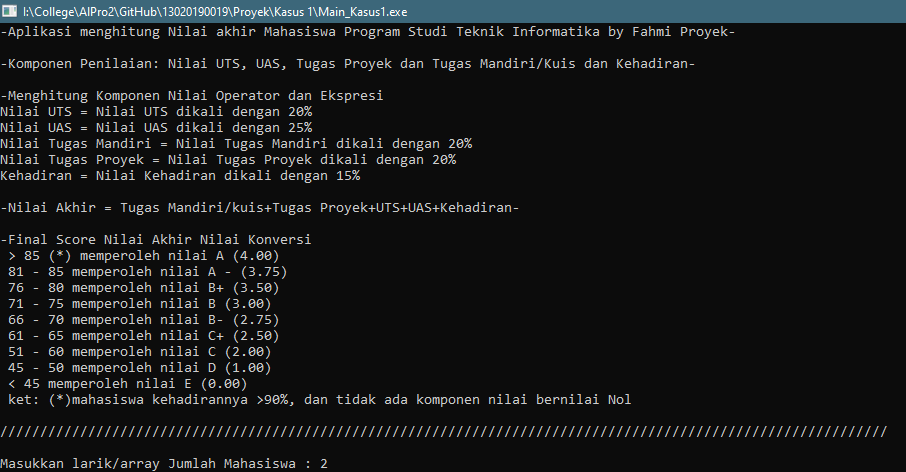 I:\College\AlPro2\GitHub\13020190019\Proyek\Kasus 1\Main_Kasus1.exe
-Aplikasi menghitung Nilai akhir Mahasiswa Program Studi Teknik Informatika by Fahmi Proyek-
-Komponen Penilaian: Nilai UTS, UAS, Tugas Proyek dan Tugas Mandiri/Kuis dan Kehadiran-
-Menghitung Komponen Nilai Operator dan Ekspresi
Nilai UTS = Nilai UTS dikali dengan 20%
Nilai UAS = Nilai UAS dikali dengan 25%
Nilai Tugas Mandiri = Nilai Tugas Mandiri dikali dengan 20%
Nilai Tugas Proyek = Nilai Tugas Proyek dikali dengan 20%
Kehadiran = Nilai Kehadiran dikali dengan 15%
-Nilai Akhir = Tugas Mandiri/kuis+Tugas Proyek+UTS+UAS+Kehadiran-
-Final Score Nilai Akhir Nilai Konversi
> 85 (*) memperoleh nilai A (4.00)
81 - 85 memperoleh nilai A - (3.75)
76 - 80 memperoleh nilai B+ (3.50)
71 - 75 memperoleh nilai B (3.00)
66 - 70 memperoleh nilai B- (2.75)
61 - 65 memperoleh nilai C+ (2.50)
51 - 60 memperoleh nilai C (2.00)
45 - 50 memperoleh nilai D (1.00)
< 45 memperoleh nilai E (0.00)
ket: (*)mahasiswa kehadirannya >90%, dan tidak ada komponen nilai bernilai Nol
///////////////////////////////////////////////////////////////////////////////////////////////////////////////
Masukkan larik/array Jumlah Mahasiswa : 2